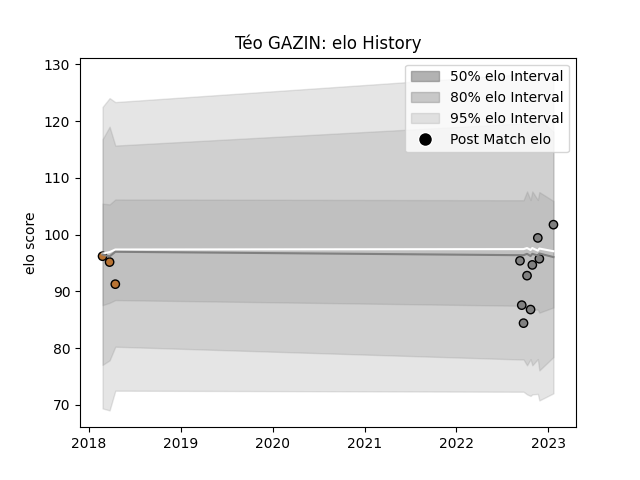 Téo GAZIN: elo History
130
120
110
100
90
80
70
elo score
50% elo Interval
80% elo Interval
95% elo Interval
Post Match elo
2018
2019
2020
2021
2022
2023